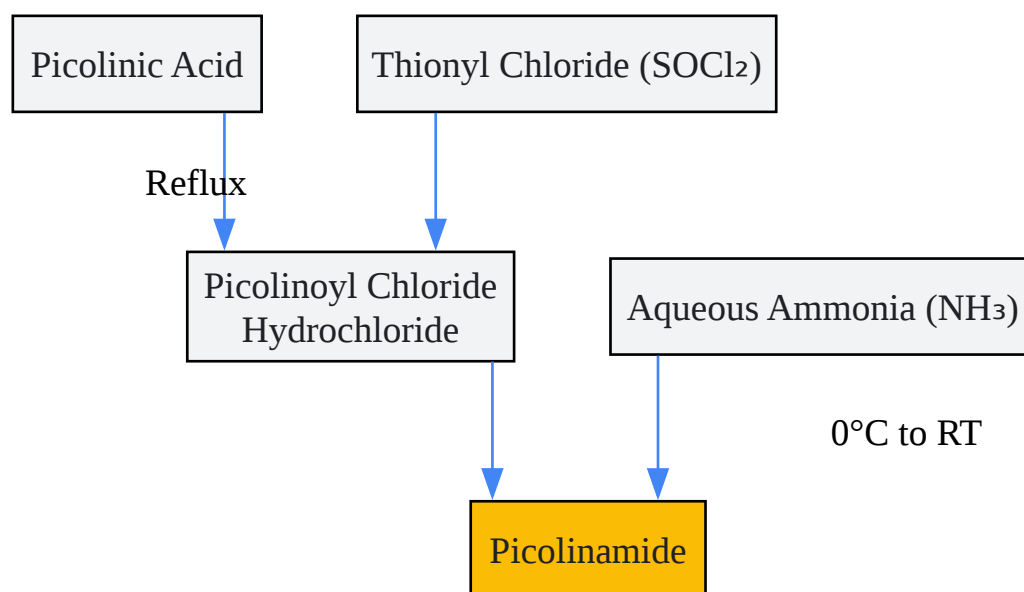 Picolinic Acid
Thionyl Chloride (SOCl₂)
Reflux
Picolinoyl Chloride
Hydrochloride
Aqueous Ammonia (NH₃)
0°C to RT
Picolinamide